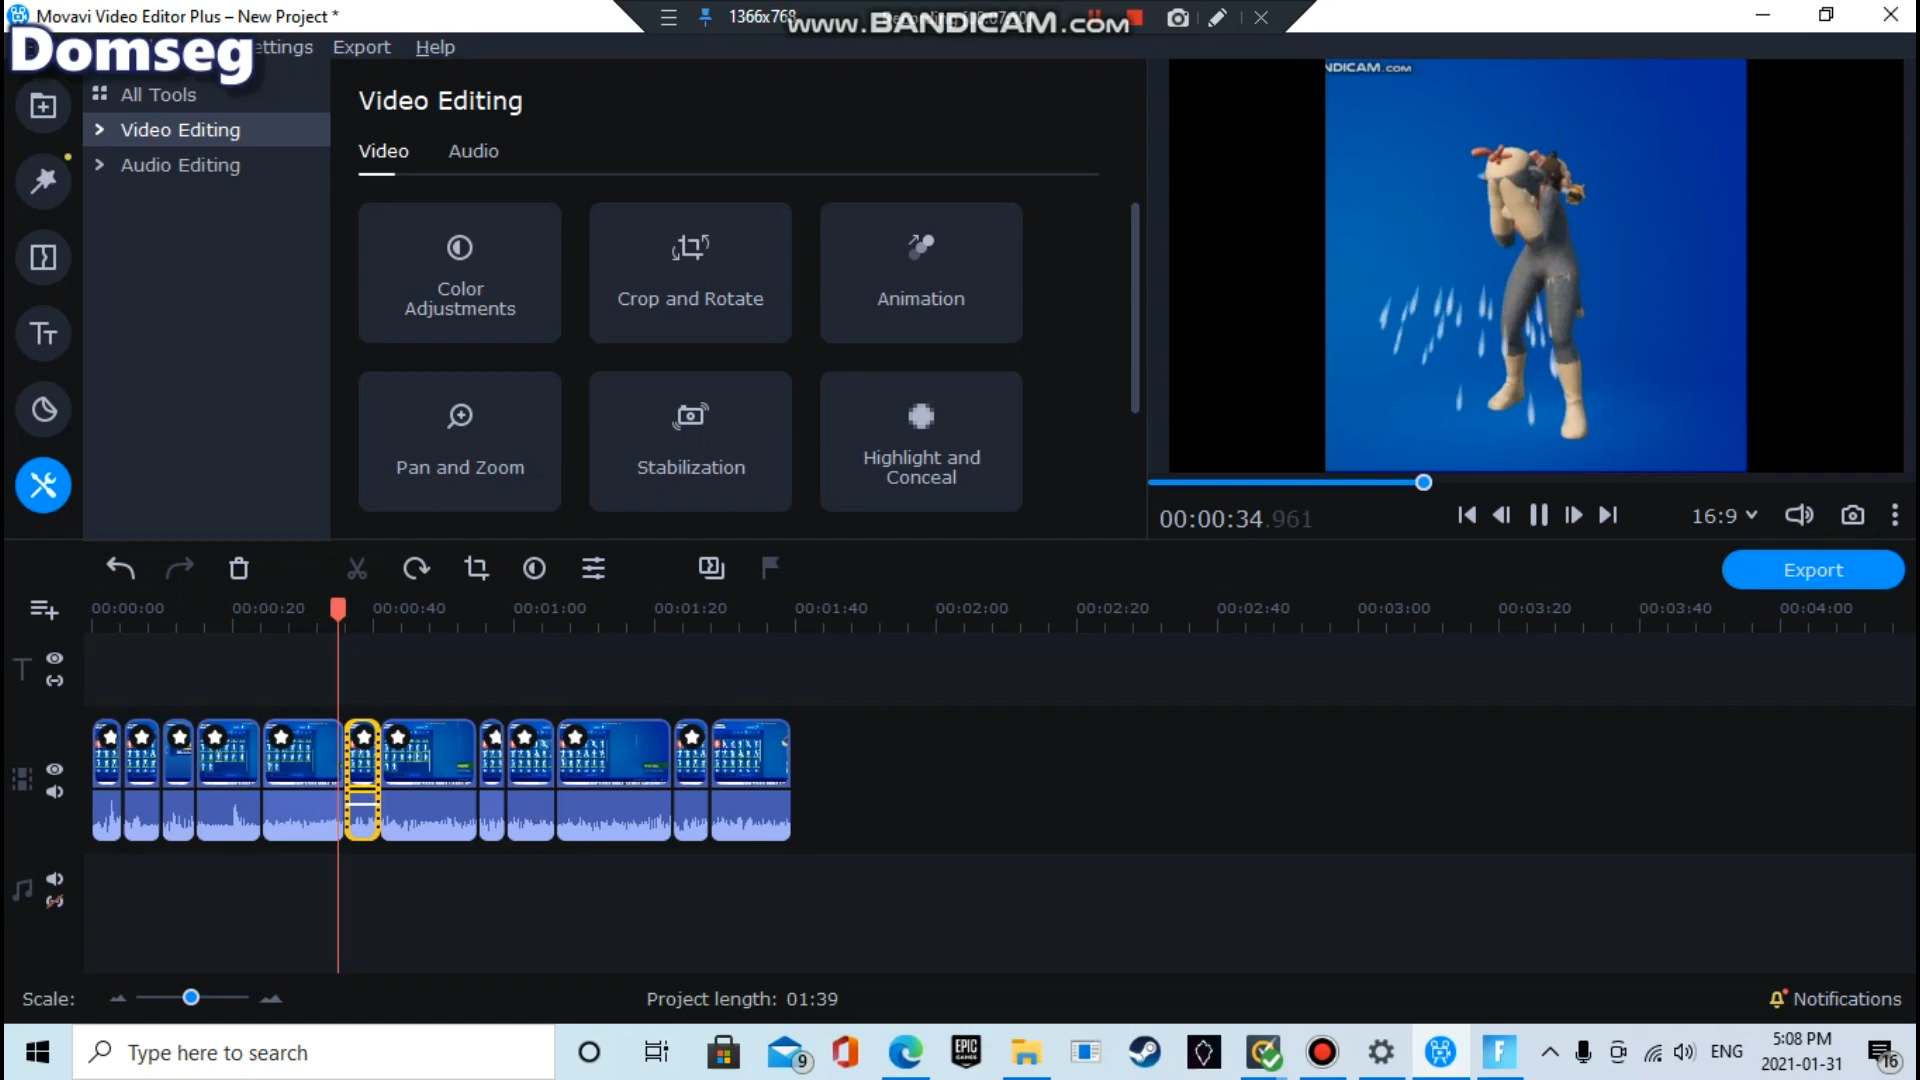 Movavi Video Editor Plus – New Project *
1366x768
www.BANDICAM.com
Domseg
ettings
Export
Help
All Tools
Video Editing
Audio Editing
Video Editing
Video
Audio
Color
Adjustments
Crop and Rotate
Animation
Pan and Zoom
Stabilization
Highlight and
Conceal
NDICAM.com
00:00:34.961
16:9
Export
00:00:00
00:00:20
00:00:40
00:01:00
00:01:20
00:01:40
00:02:00
00:02:20
00:02:40
00:03:00
00:03:20
00:03:40
00:04:00
Scale:
Project length: 01:39
Notifications
Type here to search
9
EPIC
GAMES
ENG
5:08 PM
2021-01-31
16